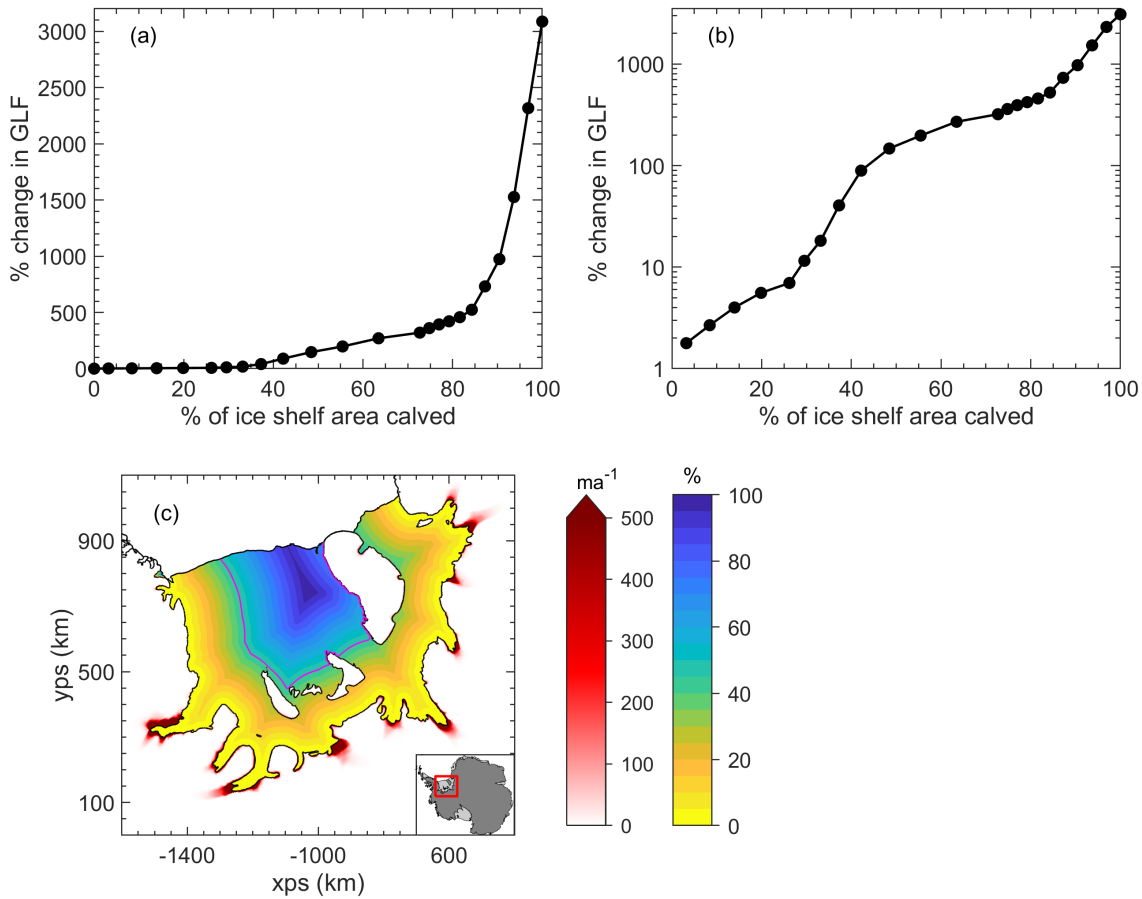 (a)
% change in GLF
3000
2500
2000
1500
1000
500
0
0 20 40 60 80 100
% of ice shelf area calved
(b)
% change in GLF
1000
100
10
1
0 20 40 60 80 100
% of ice shelf area calved
(c)
yps (km)
900
500
100
-1400 -1000 600
xps (km)
ma⁻¹
500
400
300
200
100
0
%
100
80
60
40
20
0